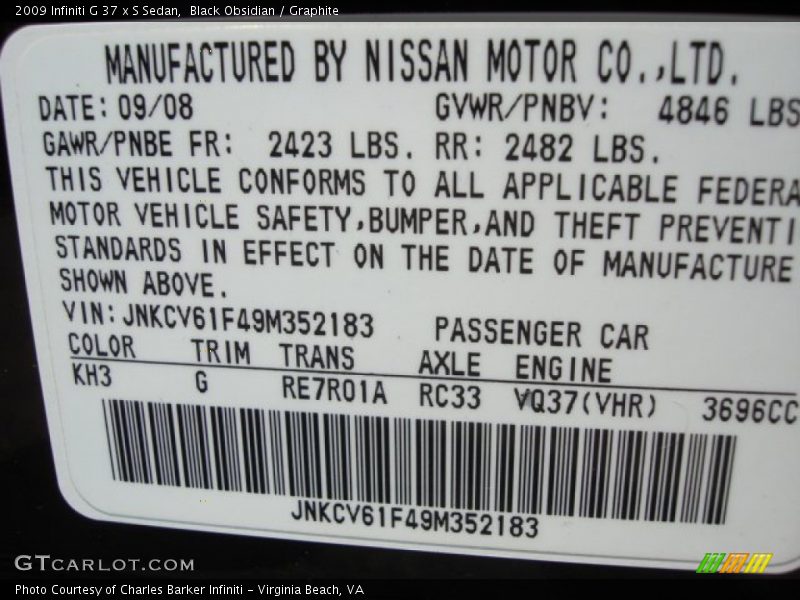 2009 Infiniti G 37 x S Sedan, Black Obsidian / Graphite
MANUFACTURED BY NISSAN MOTOR CO.,LTD.
DATE: 09/08 GVWR/PNBV: 4846 LBS
GAWR/PNBE FR: 2423 LBS. RR: 2482 LBS.
THIS VEHICLE CONFORMS TO ALL APPLICABLE FEDERA
MOTOR VEHICLE SAFETY,BUMPER,AND THEFT PREVENTI
STANDARDS IN EFFECT ON THE DATE OF MANUFACTURE
SHOWN ABOVE.
VIN: JNKCV61F49M352183 PASSENGER CAR
COLOR TRIM TRANS AXLE ENGINE
KH3 G RE7R01A RC33 VQ37(VHR) 3696CC
JNKCV61F49M352183
GTCARLOT.COM
Photo Courtesy of Charles Barker Infiniti - Virginia Beach, VA